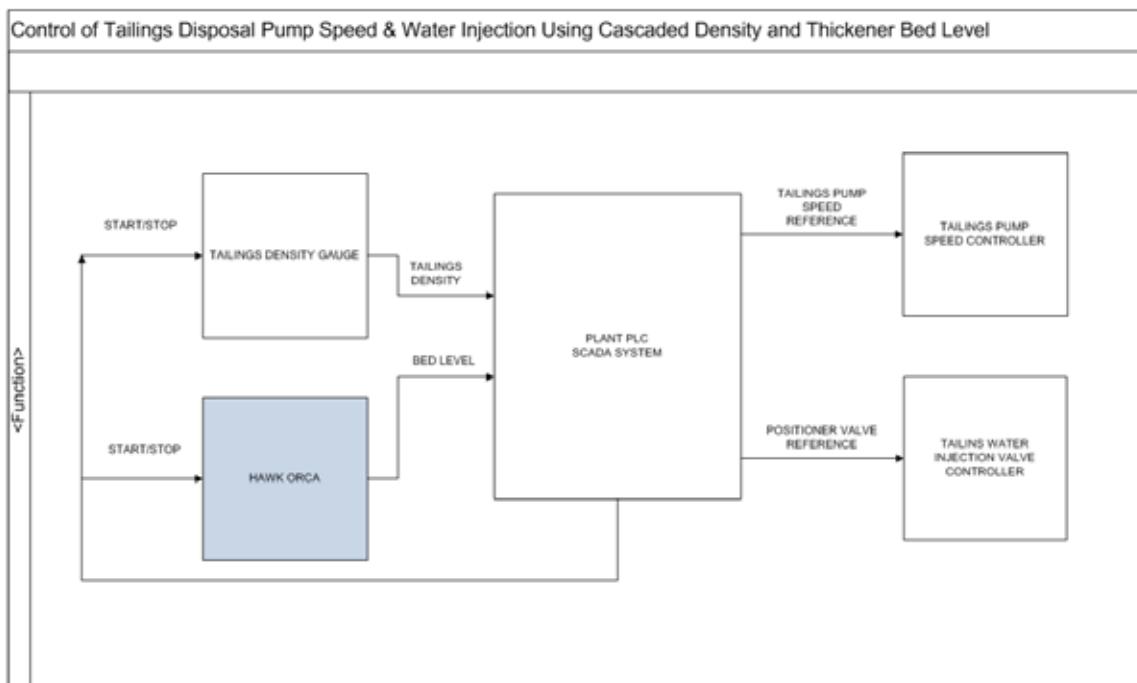 Control of Tailings Disposal Pump Speed & Water Injection Using Cascaded Density and Thickener Bed Level
<Function>
START/STOP
TAILINGS DENSITY GAUGE
TAILINGS
DENSITY
START/STOP
HAWK ORCA
BED LEVEL
PLANT PLC
SCADA SYSTEM
TAILINGS PUMP
SPEED
REFERENCE
TAILINGS PUMP
SPEED CONTROLLER
POSITIONER VALVE
REFERENCE
TAILINS WATER
INJECTION VALVE
CONTROLLER